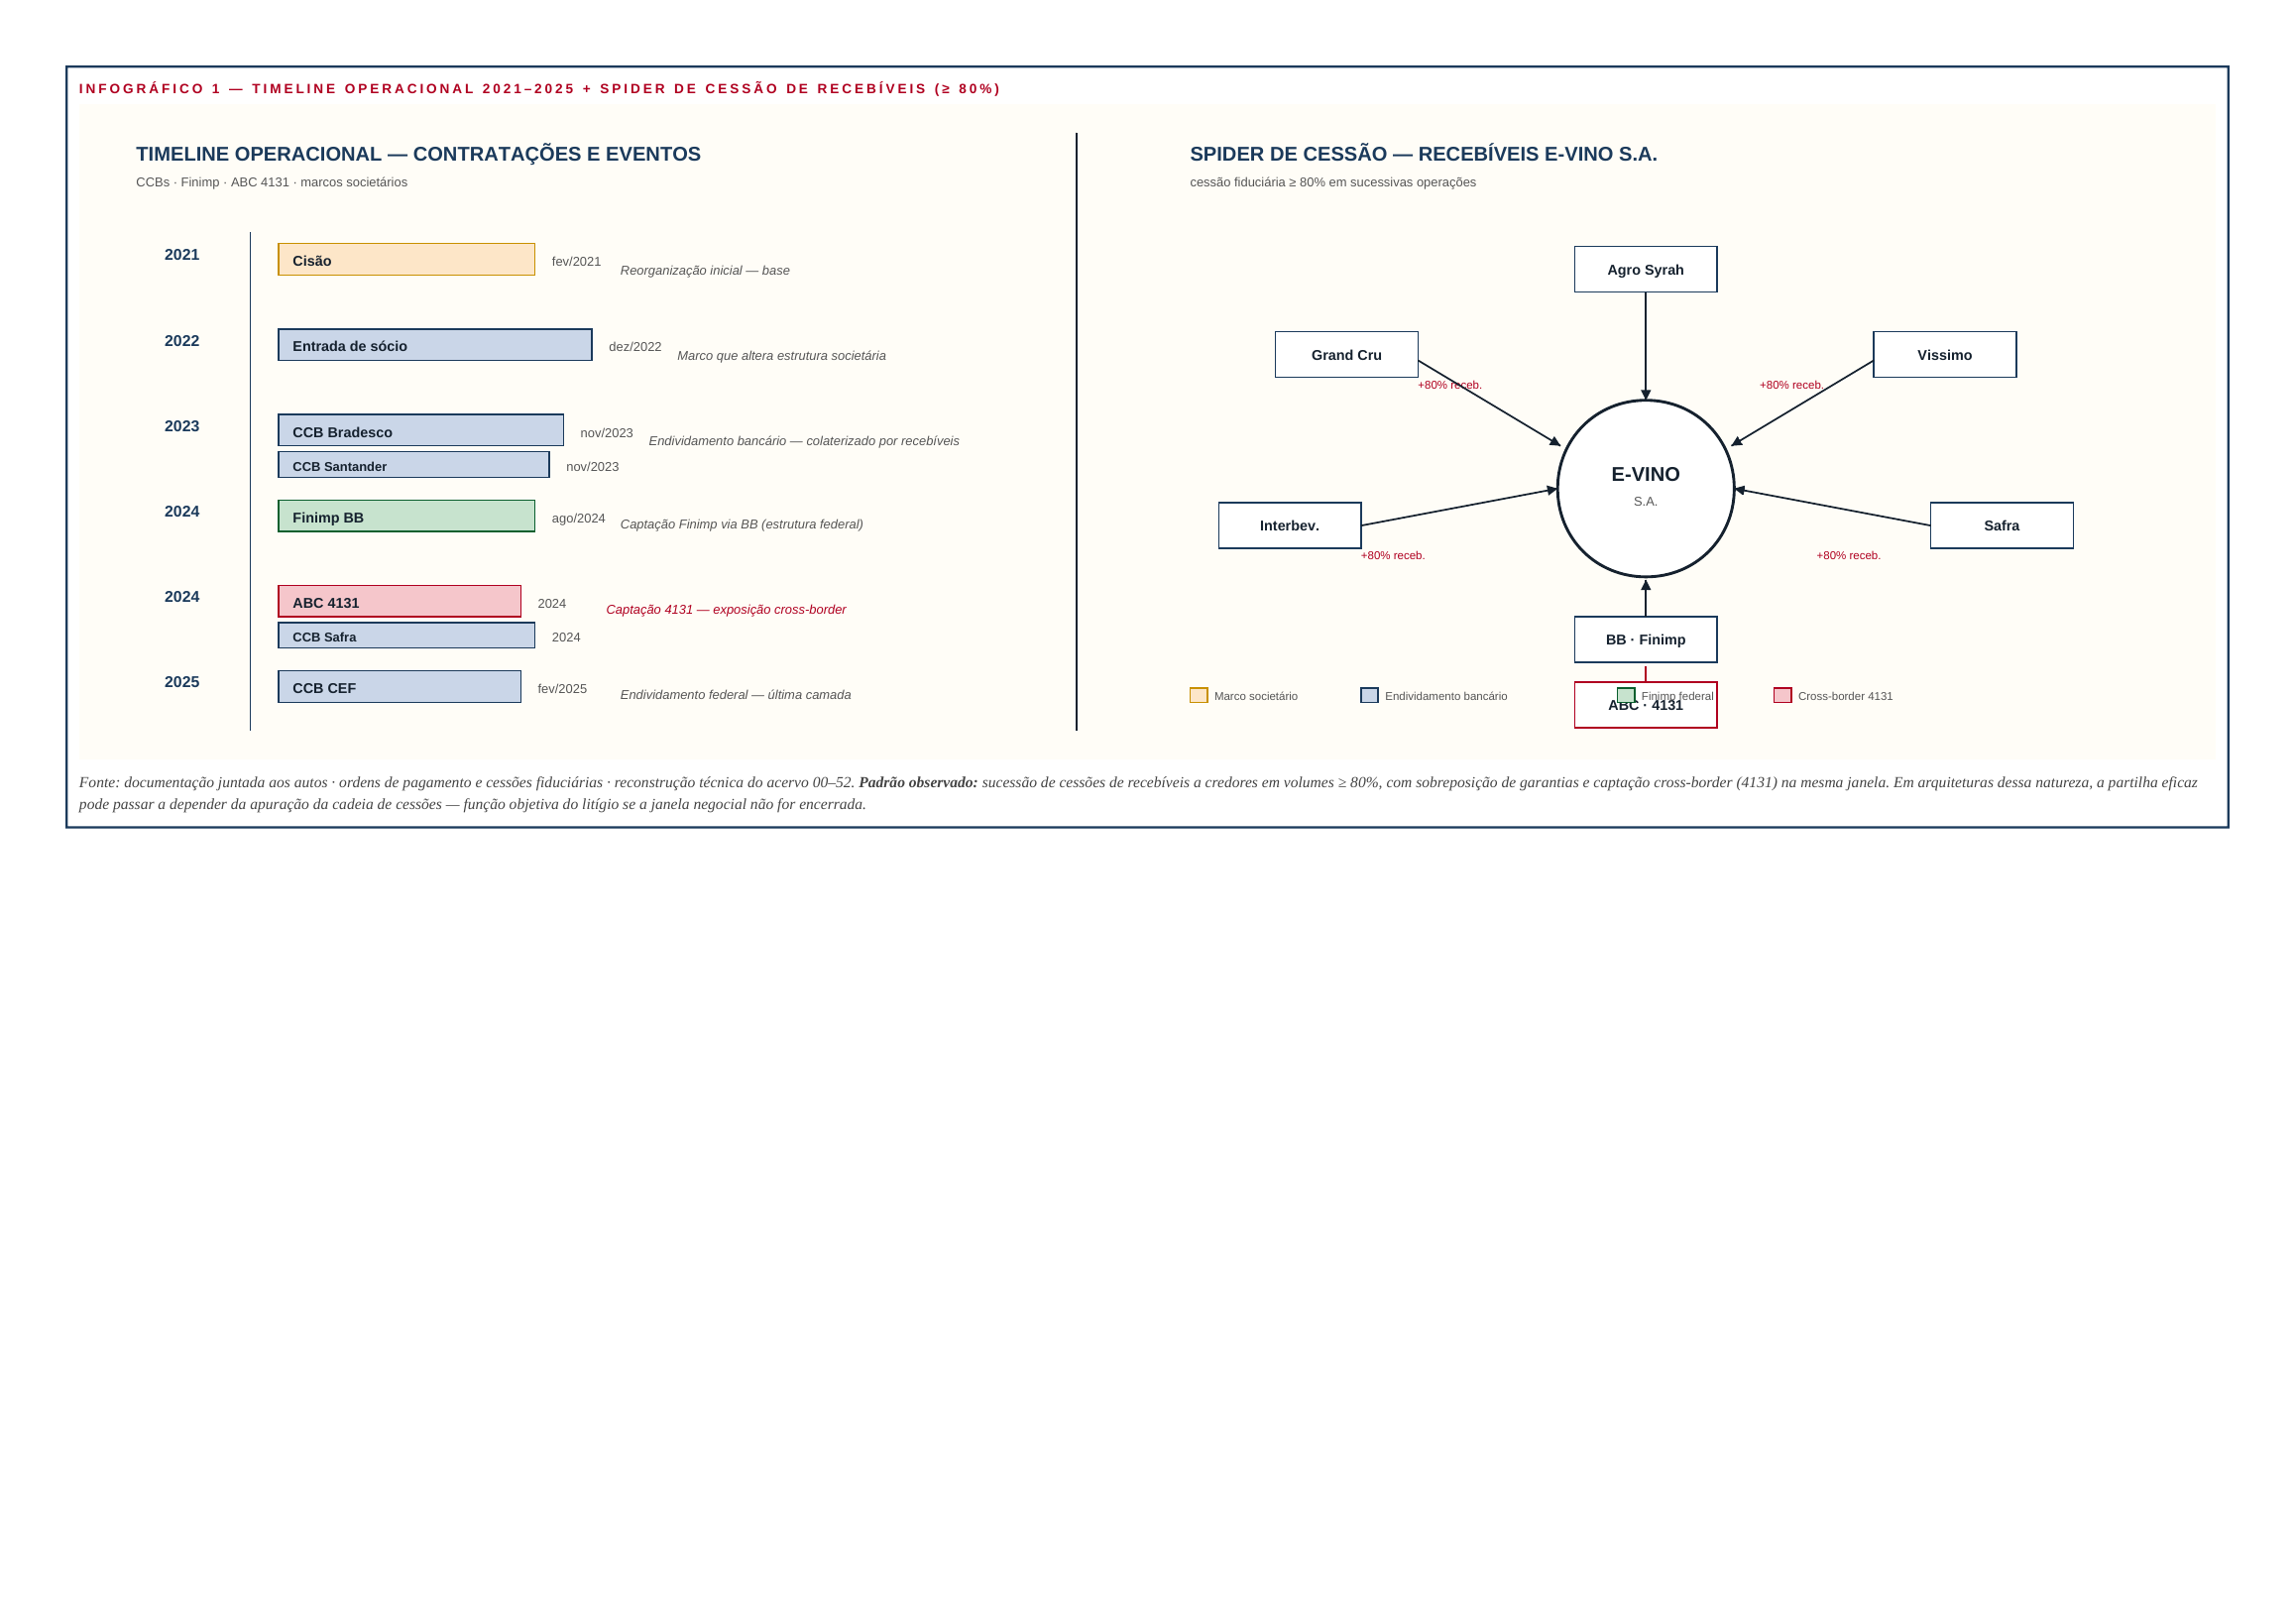 INFOGRÁFICO 1 — TIMELINE OPERACIONAL 2021–2025 + SPIDER DE CESSÃO DE RECEBÍVEIS (≥ 80%)
TIMELINE OPERACIONAL — CONTRATAÇÕES E EVENTOS
CCBs · Finimp · ABC 4131 · marcos societários
2021
Cisão
fev/2021
Reorganização inicial — base
2022
Entrada de sócio
dez/2022
Marco que altera estrutura societária
2023
CCB Bradesco
nov/2023
Endividamento bancário — colaterizado por recebíveis
CCB Santander
nov/2023
2024
Finimp BB
ago/2024
Captação Finimp via BB (estrutura federal)
2024
ABC 4131
2024
Captação 4131 — exposição cross-border
CCB Safra
2024
2025
CCB CEF
fev/2025
Endividamento federal — última camada
SPIDER DE CESSÃO — RECEBÍVEIS E-VINO S.A.
cessão fiduciária ≥ 80% em sucessivas operações
Agro Syrah
Grand Cru
Vissimo
+80% receb.
+80% receb.
E-VINO
S.A.
Interbev.
Safra
+80% receb.
+80% receb.
BB · Finimp
ABC · 4131
Marco societário
Endividamento bancário
Finimp federal
Cross-border 4131
Fonte: documentação juntada aos autos · ordens de pagamento e cessões fiduciárias · reconstrução técnica do acervo 00–52. Padrão observado: sucessão de cessões de recebíveis a credores em volumes ≥ 80%, com sobreposição de garantias e captação cross-border (4131) na mesma janela. Em arquiteturas dessa natureza, a partilha eficaz
pode passar a depender da apuração da cadeia de cessões — função objetiva do litígio se a janela negocial não for encerrada.